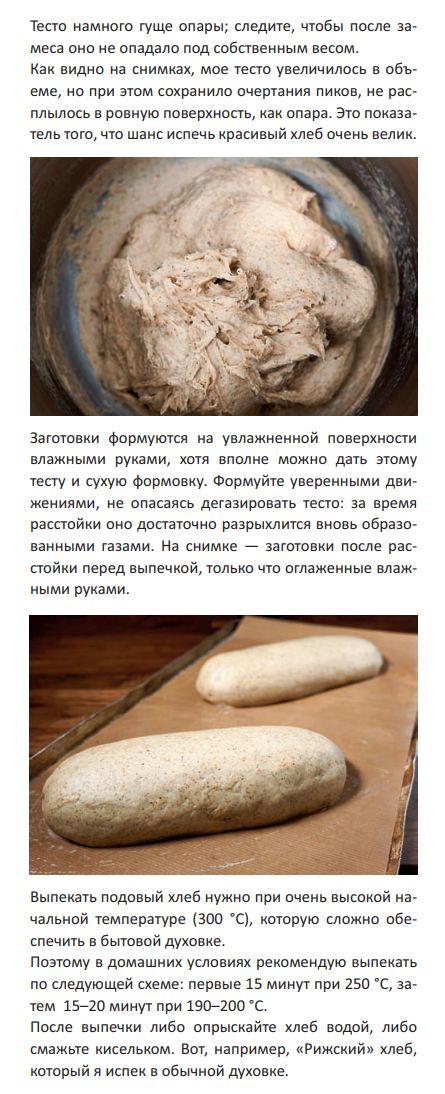 Тесто намного гуще опары; следите, чтобы после за-
меса оно не опадало под собственным весом.
Как видно на снимках, мое тесто увеличилось в объ-
еме, но при этом сохранило очертания пиков, не рас-
плылось в ровную поверхность, как опара. Это показа-
тель того, что шанс испечь красивый хлеб очень велик.
Заготовки формуются на увлажненной поверхности
влажными руками, хотя вполне можно дать этому
тесту и сухую формовку. Формуйте уверенными дви-
жениями, не опасаясь дегазировать тесто: за время
расстойки оно достаточно разрыхлится вновь образо-
ванными газами. На снимке — заготовки после рас-
стойки перед выпечкой, только что оглаженные влаж-
ными руками.
Выпекать подовый хлеб нужно при очень высокой на-
чальной температуре (300 °C), которую сложно обе-
спечить в бытовой духовке.
Поэтому в домашних условиях рекомендую выпекать
по следующей схеме: первые 15 минут при 250 °C, за-
тем 15–20 минут при 190–200 °C.
После выпечки либо опрыскайте хлеб водой, либо
смажьте кисельком. Вот, например, «Рижский» хлеб,
который я испек в обычной духовке.